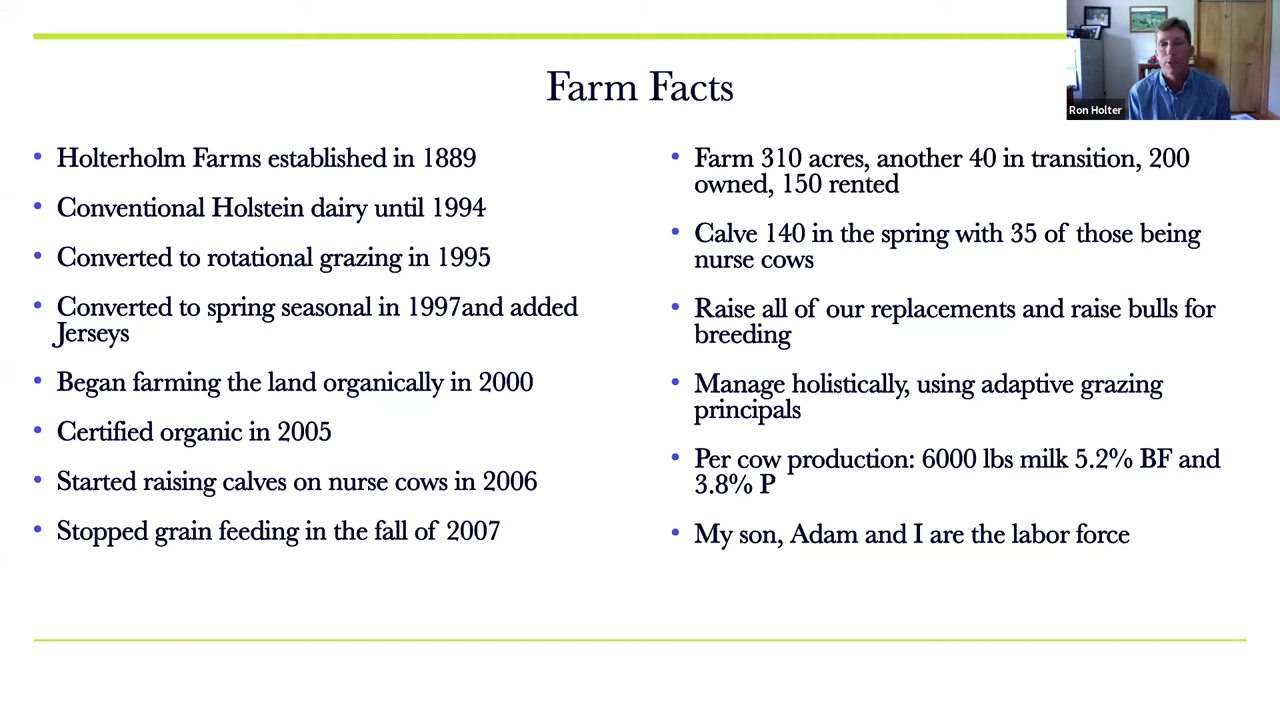 Farm Facts
Ron Holter
• Holterholm Farms established in 1889
• Conventional Holstein dairy until 1994
• Converted to rotational grazing in 1995
• Converted to spring seasonal in 1997and added
Jerseys
• Began farming the land organically in 2000
• Certified organic in 2005
• Started raising calves on nurse cows in 2006
• Stopped grain feeding in the fall of 2007
• Farm 310 acres, another 40 in transition, 200
owned, 150 rented
• Calve 140 in the spring with 35 of those being
nurse cows
• Raise all of our replacements and raise bulls for
breeding
• Manage holistically, using adaptive grazing
principals
• Per cow production: 6000 lbs milk 5.2% BF and
3.8% P
• My son, Adam and I are the labor force